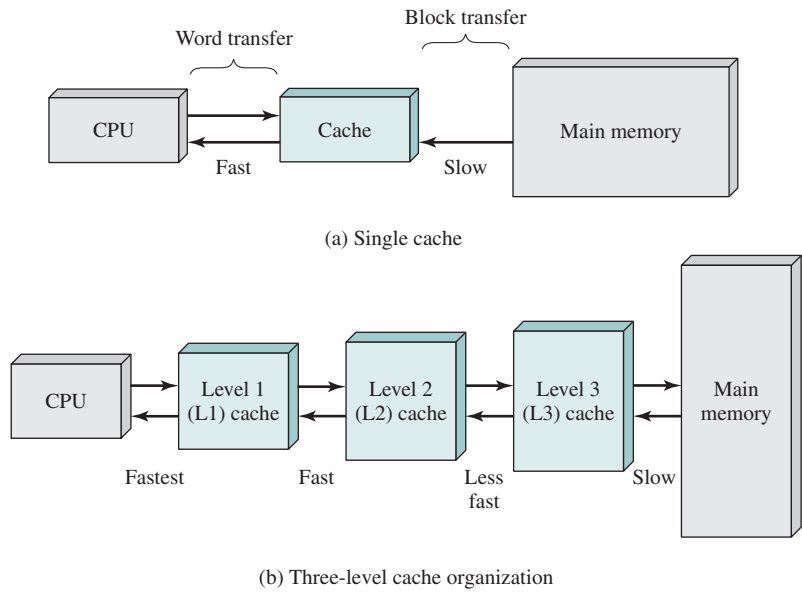 Word transfer
Block transfer
CPU
Cache
Main memory
Fast
Slow
(a) Single cache
CPU
Level 1
(L1) cache
Level 2
(L2) cache
Level 3
(L3) cache
Main
memory
Fastest
Fast
Less
fast
Slow
(b) Three-level cache organization